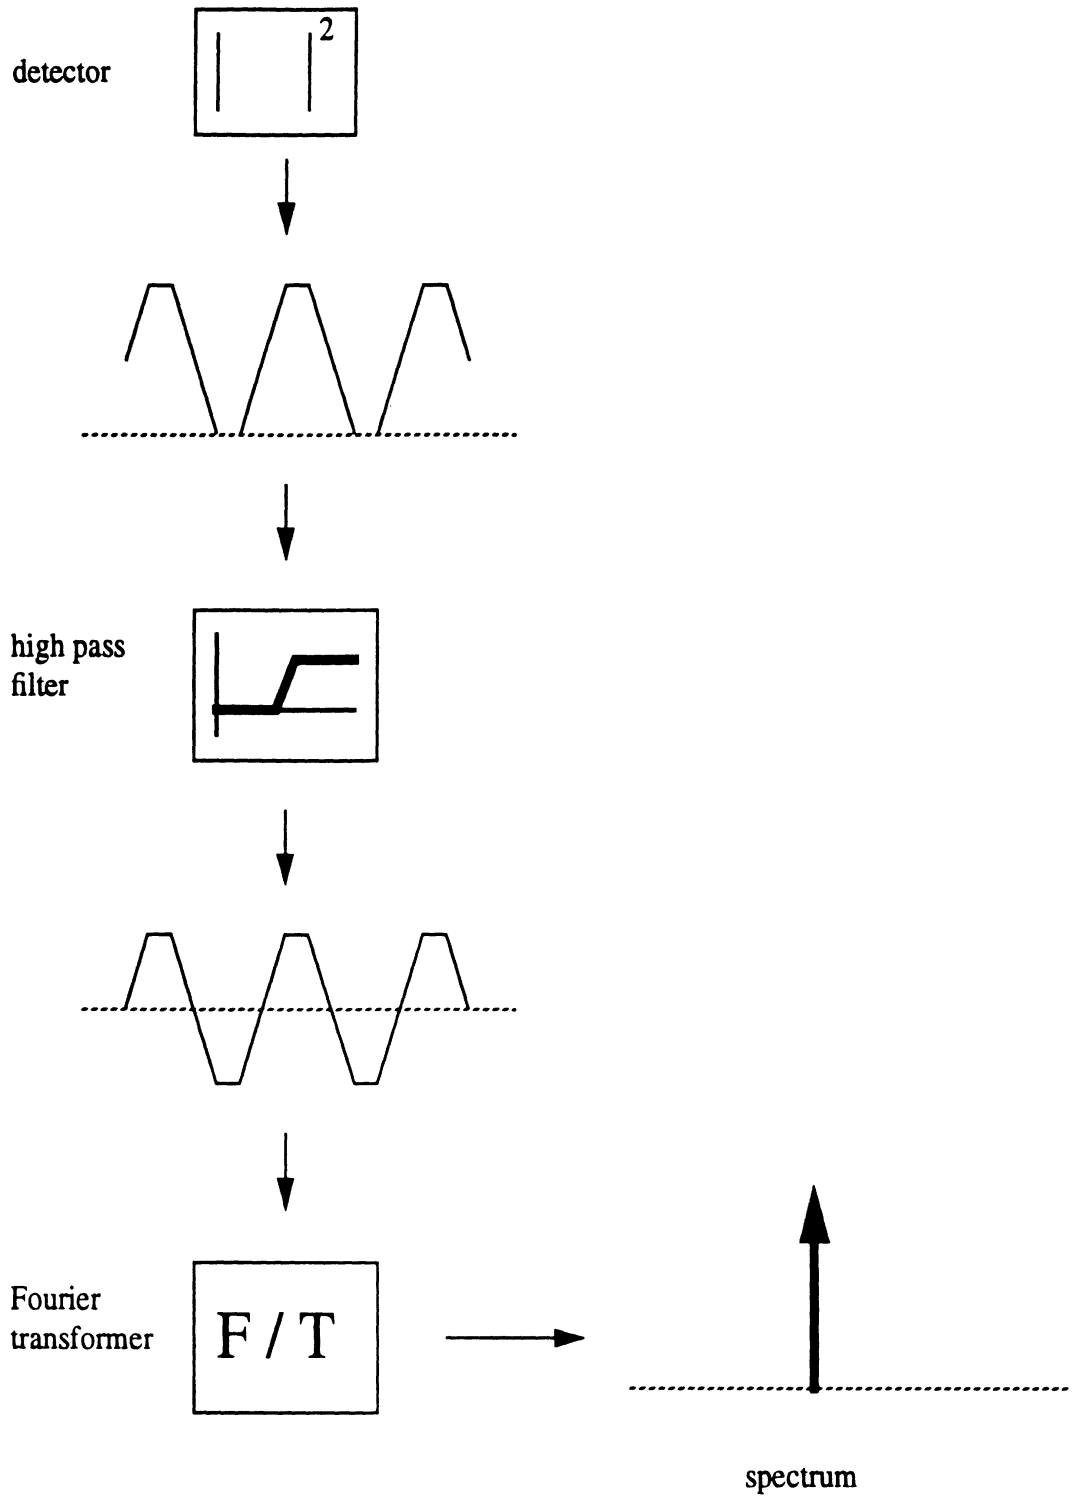 2
detector
high pass
filter
Fourier
transformer
F / T
spectrum